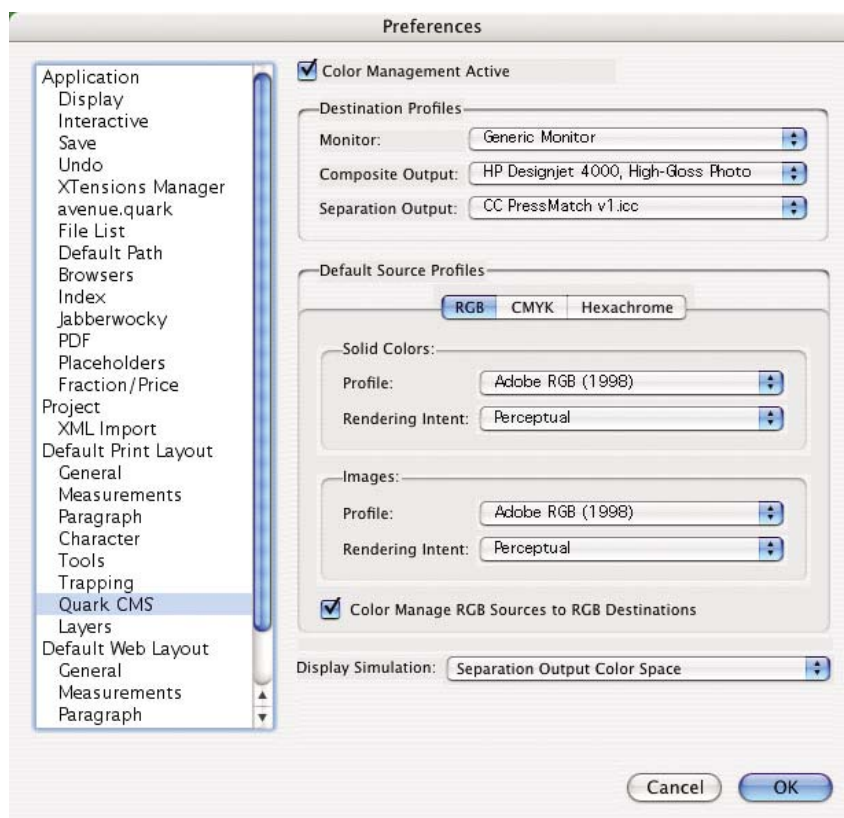 Preferences
Application
Display
Interactive
Save
Undo
XTensions Manager
avenue.quark
File List
Default Path
Browsers
Index
Jabberwocky
PDF
Placeholders
Fraction/Price
Project
XML Import
Default Print Layout
General
Measurements
Paragraph
Character
Tools
Trapping
Quark CMS
Layers
Default Web Layout
General
Measurements
Paragraph
Color Management Active
Destination Profiles
Monitor: Generic Monitor
Composite Output: HP Designjet 4000, High-Gloss Photo
Separation Output: CC PressMatch v1.icc
Default Source Profiles
RGB CMYK Hexachrome
Solid Colors:
Profile: Adobe RGB (1998)
Rendering Intent: Perceptual
Images:
Profile: Adobe RGB (1998)
Rendering Intent: Perceptual
Color Manage RGB Sources to RGB Destinations
Display Simulation: Separation Output Color Space
Cancel OK